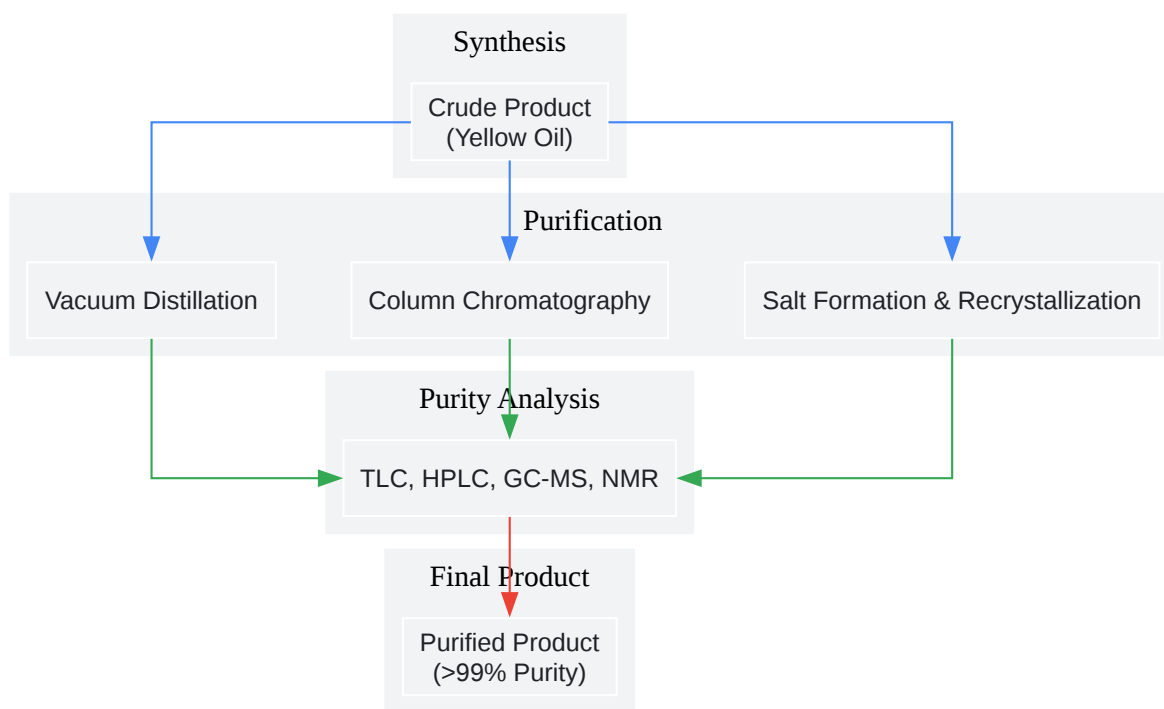 Synthesis
Crude Product
(Yellow Oil)
Purification
Vacuum Distillation
Column Chromatography
Salt Formation & Recrystallization
Purity Analysis
TLC, HPLC, GC-MS, NMR
Final Product
Purified Product
(>99% Purity)